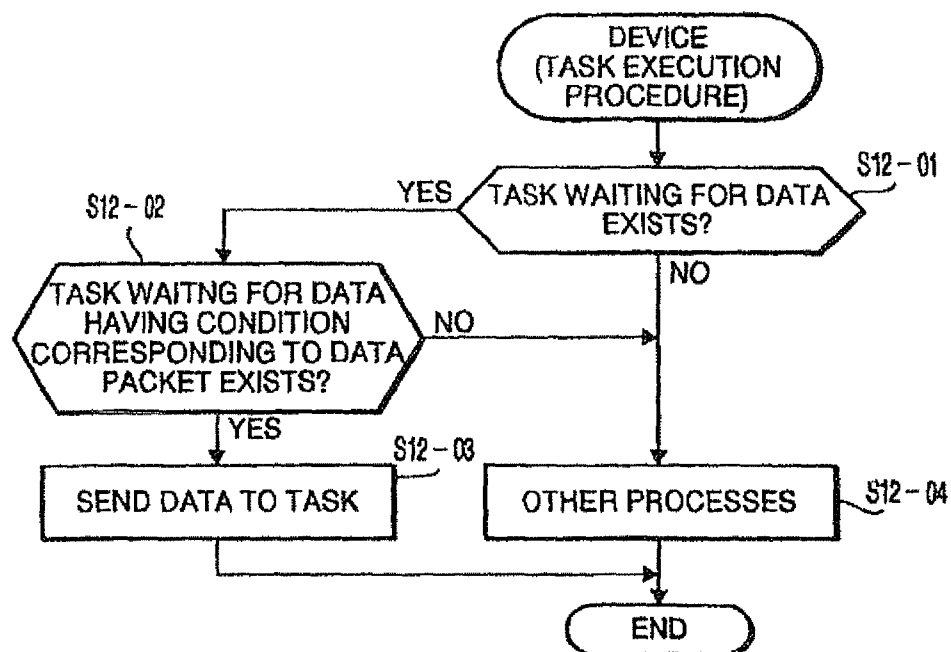 DEVICE
(TASK EXECUTION
PROCEDURE)
S12-01
TASK WAITING FOR DATA
EXISTS?
YES
NO
S12-02
TASK WAITNG FOR DATA
HAVING CONDITION
CORRESPONDING TO DATA
PACKET EXISTS?
NO
YES
S12-03
SEND DATA TO TASK
OTHER PROCESSES
S12-04
END